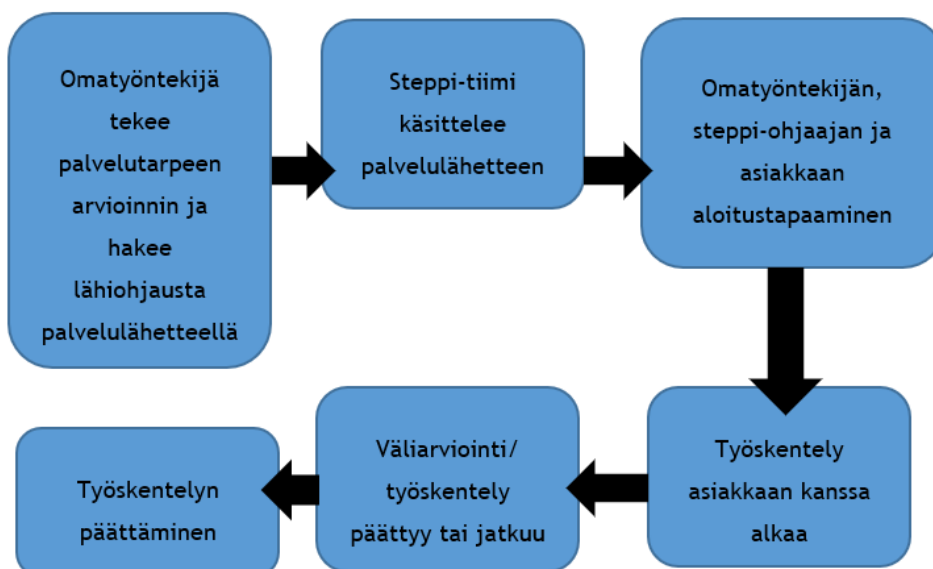 Omatyöntekijä
tekee
palvelutarpeen
arvioinnin ja
hakee
lähiohjausta
palvelulähetteellä
Steppi-tiimi
käsittelee
palvelulähetteen
Omatyöntekijän,
steppi-ohjaajan ja
asiakkaan
aloitustapaaminen
Työskentely
asiakkaan kanssa
alkaa
Väliarviointi/
työskentely
päättyy tai jatkuu
Työskentelyn
päättäminen